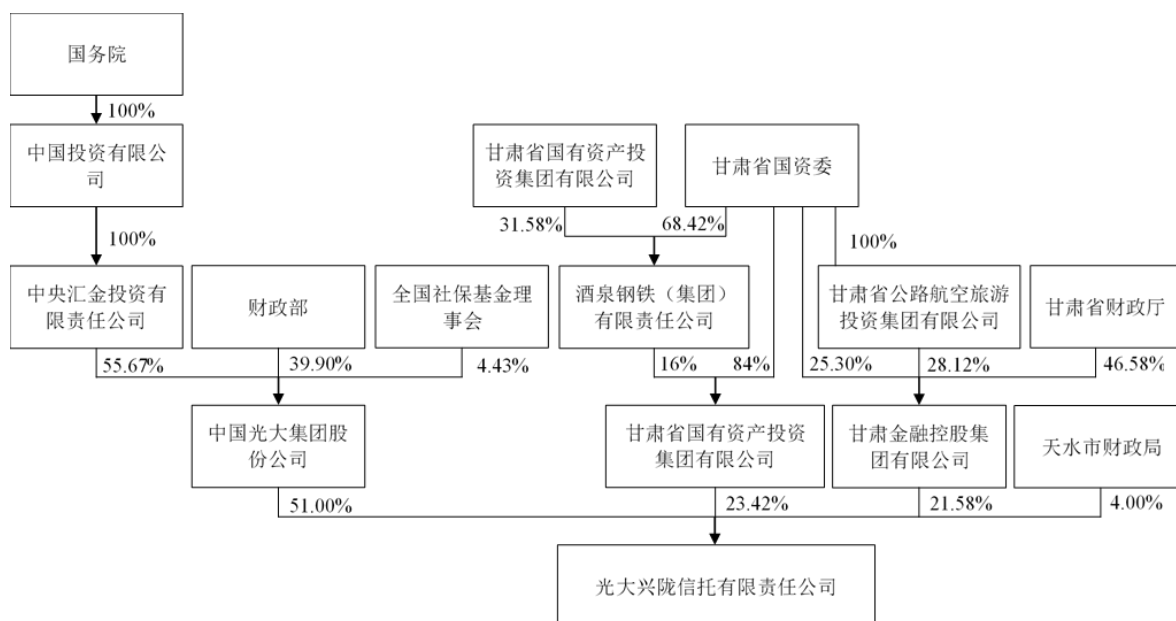 国务院
100%
中国投资有限公
司
甘肃省国有资产投
资集团有限公司
甘肃省国资委
31.58%
68.42%
100%
100%
中央汇金投资有
限责任公司
财政部
全国社保基金理
事会
酒泉钢铁（集团）
有限责任公司
甘肃省公路航空旅游
投资集团有限公司
甘肃省财政厅
55.67%
39.90%
4.43%
16%
84%
25.30%
28.12%
46.58%
中国光大集团股
份公司
甘肃省国有资产投资
集团有限公司
甘肃金融控股集
团有限公司
天水市财政局
51.00%
23.42%
21.58%
4.00%
光大兴陇信托有限责任公司